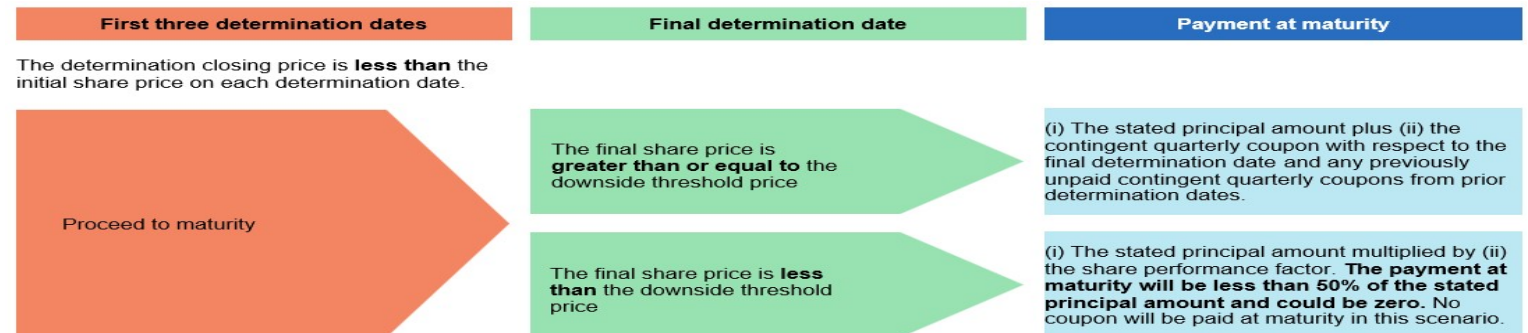 First three determination dates
Final determination date
Payment at maturity
The determination closing price is less than the
initial share price on each determination date.
Proceed to maturity
The final share price is
greater than or equal to the
downside threshold price
(i) The stated principal amount plus (ii) the
contingent quarterly coupon with respect to the
final determination date and any previously
unpaid contingent quarterly coupons from prior
determination dates.
The final share price is less
than the downside threshold
price
(i) The stated principal amount multiplied by (ii)
the share performance factor. The payment at
maturity will be less than 50% of the stated
principal amount and could be zero. No
coupon will be paid at maturity in this scenario.